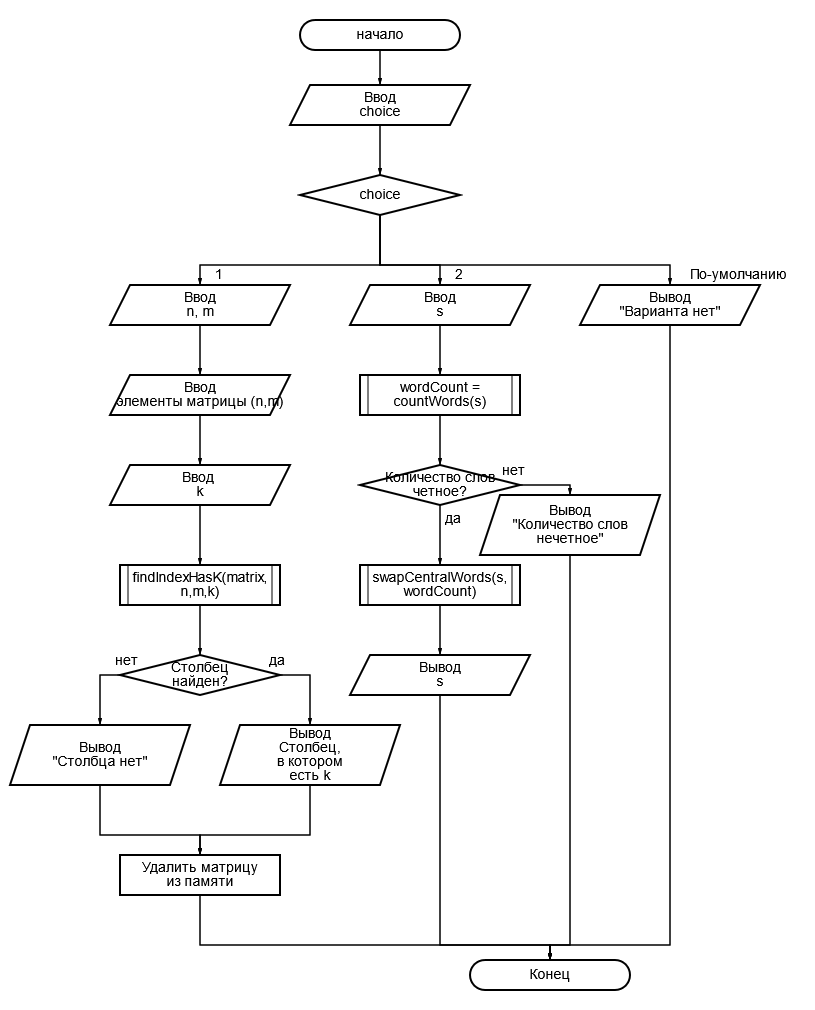 начало
Ввод
choice
choice
1
2
По-умолчанию
Ввод
n, m
Ввод
s
Вывод
"Варианта нет"
Ввод
элементы матрицы (n,m)
wordCount =
countWords(s)
Ввод
k
Количество слов
четное?
нет
да
Вывод
"Количество слов
нечетное"
findIndexHasK(matrix,
n,m,k)
swapCentralWords(s,
wordCount)
нет
Столбец
найден?
да
Вывод
s
Вывод
"Столбца нет"
Вывод
Столбец,
в котором
есть k
Удалить матрицу
из памяти
Конец